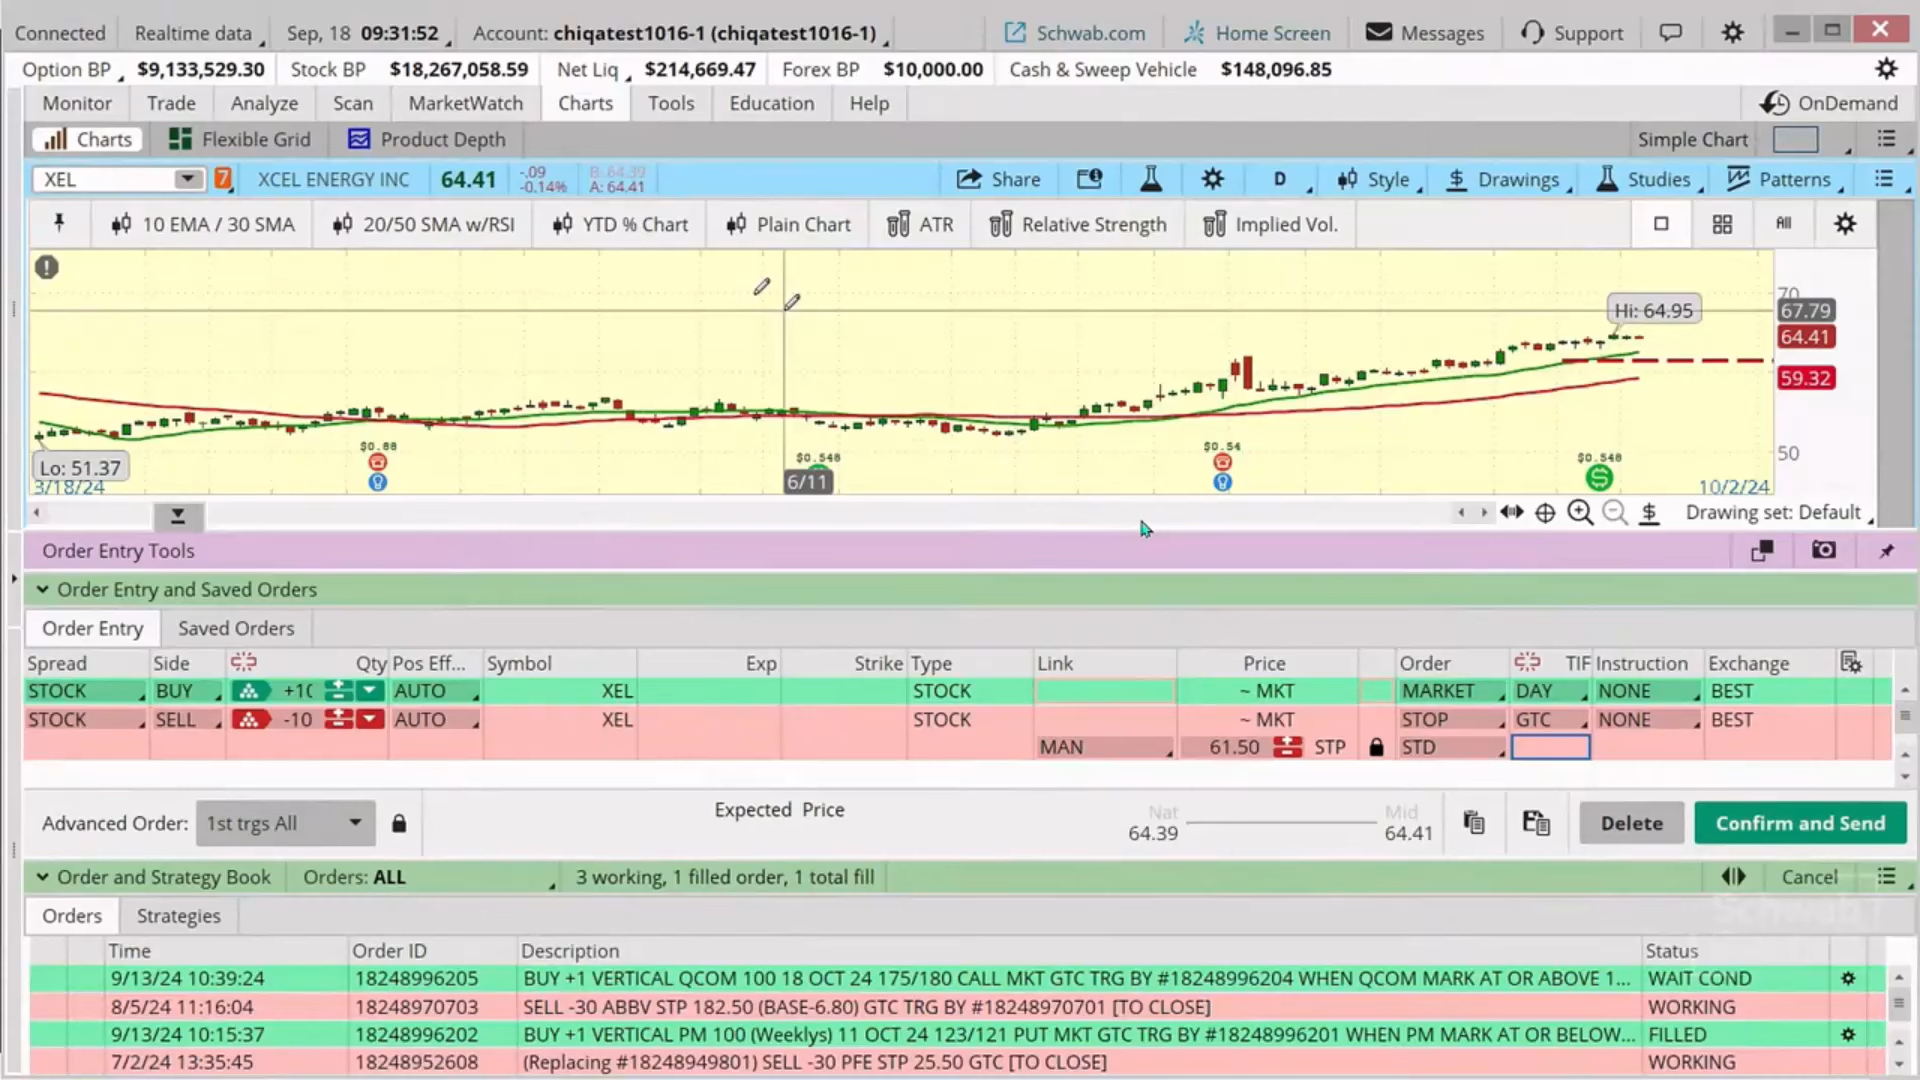 Connected Realtime data Sep, 18 09:31:52 Account: chiqatest1016-1 (chiqatest1016-1) Schwab.com Home Screen Messages Support
Option BP $9,133,529.30 Stock BP $18,267,058.59 Net Liq $214,669.47 Forex BP $10,000.00 Cash & Sweep Vehicle $148,096.85
Monitor Trade Analyze Scan MarketWatch Charts Tools Education Help OnDemand
Charts Flexible Grid Product Depth Simple Chart
XEL 7 XCEL ENERGY INC 64.41 -.09 B: 64.39 Share D Style $ Drawings Studies Patterns
-0.14% A: 64.41
10 EMA / 30 SMA 20/50 SMA w/RSI YTD % Chart Plain Chart ATR Relative Strength Implied Vol. All
70
Hi: 64.95 67.79
64.41
59.32
$0.88 $0.548 $0.54 $0.548
50
Lo: 51.37
3/18/24 6/11 $ 10/2/24
$ Drawing set: Default
Order Entry Tools
Order Entry and Saved Orders
Order Entry Saved Orders
Spread Side Qty Pos Eff... Symbol Exp Strike Type Link Price Order TIF Instruction Exchange
STOCK BUY +10 AUTO XEL STOCK ~ MKT MARKET DAY NONE BEST
STOCK SELL -10 AUTO XEL STOCK ~ MKT STOP GTC NONE BEST
MAN 61.50 STP STD
Advanced Order: 1st trgs All Expected Price Nat Mid Delete Confirm and Send
64.39 64.41
Order and Strategy Book Orders: ALL 3 working, 1 filled order, 1 total fill Cancel
Orders Strategies
Time Order ID Description Status
9/13/24 10:39:24 18248996205 BUY +1 VERTICAL QCOM 100 18 OCT 24 175/180 CALL MKT GTC TRG BY #18248996204 WHEN QCOM MARK AT OR ABOVE 1... WAIT COND
8/5/24 11:16:04 18248970703 SELL -30 ABBV STP 182.50 (BASE-6.80) GTC TRG BY #18248970701 [TO CLOSE] WORKING
9/13/24 10:15:37 18248996202 BUY +1 VERTICAL PM 100 (Weeklys) 11 OCT 24 123/121 PUT MKT GTC TRG BY #18248996201 WHEN PM MARK AT OR BELOW... FILLED
7/2/24 13:35:45 18248952608 (Replacing #18248949801) SELL -30 PFE STP 25.50 GTC [TO CLOSE] WORKING